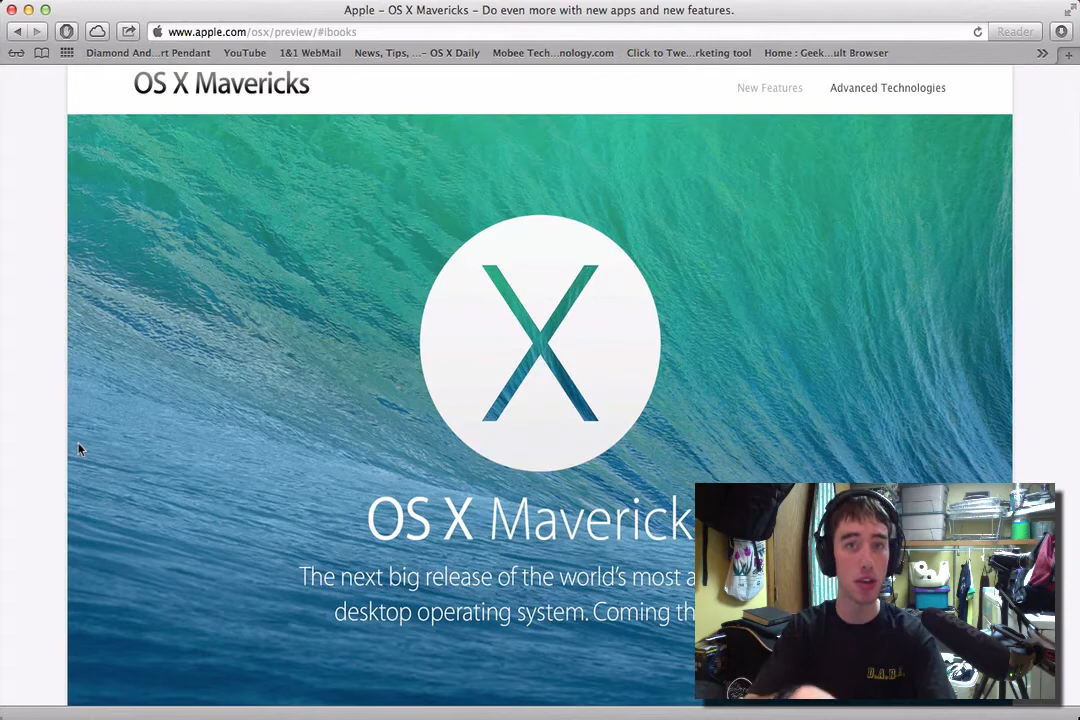 Apple - OS X Mavericks - Do even more with new apps and new features.
www.apple.com/osx/preview/#ibooks
Reader
Diamond And...rt Pendant YouTube 1&1 WebMail News, Tips, ...- OS X Daily Mobee Tech...nology.com Click to Twe...rketing tool Home : Geek...ult Browser
OS X Mavericks
New Features Advanced Technologies
X
OS X Maverick
The next big release of the world's most a
desktop operating system. Coming th